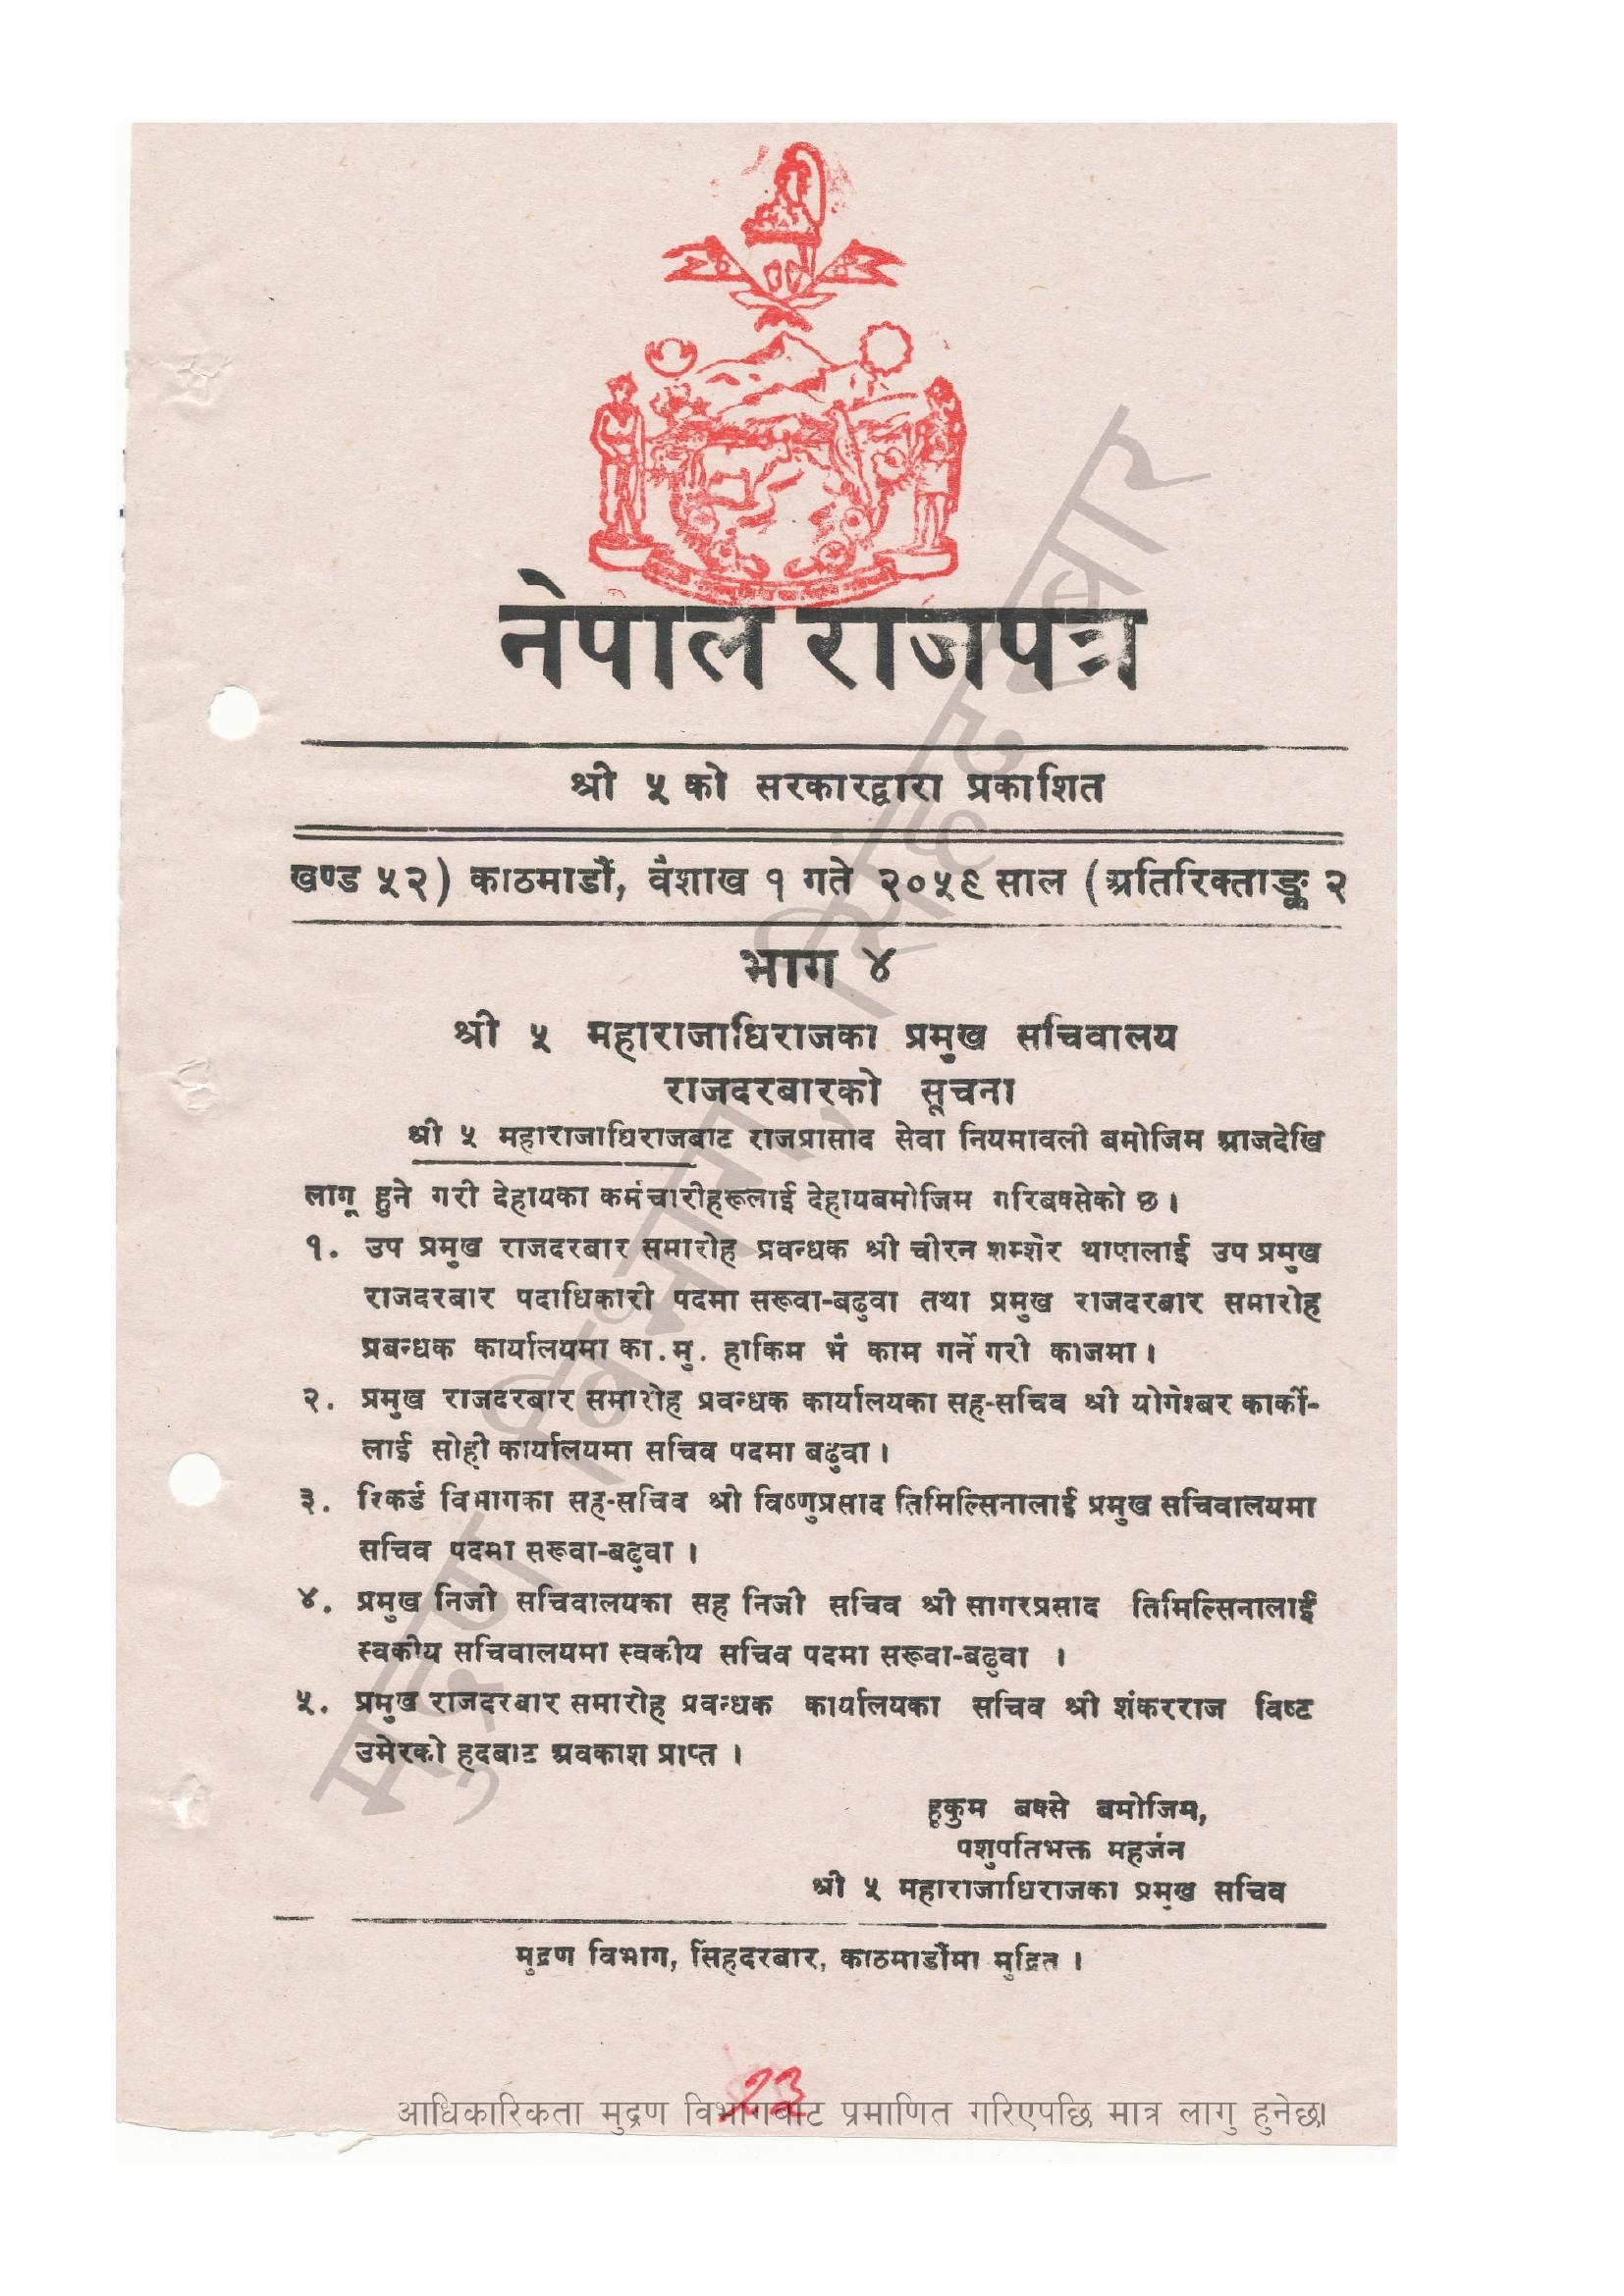 नेपाल राजपत्र
श्री ५ को सरकारद्वारा प्रकाशित
खण्ड ५२) काठमाडौं, वैशाख १ गते २०५९ साल (अतिरिक्ताङ्क २
भाग ४
श्री ५ महाराजाधिराजका प्रमुख सचिवालय
राजदरबारको सूचना
श्री ५ महाराजाधिराजबाट राजप्रासाद सेवा नियमावली बमोजिम आजदेखि
लागू हुने गरी देहायका कर्मचारीहरूलाई देहायबमोजिम गरिबक्सेको छ ।
१. उप प्रमुख राजदरबार समारोह प्रवन्धक श्री चीरन शम्शेर थापालाई उप प्रमुख
राजदरबार पदाधिकारी पदमा सरूवा-बढुवा तथा प्रमुख राजदरबार समारोह
प्रबन्धक कार्यालयमा का.मु. हाकिम भै काम गर्ने गरी काजमा ।
२. प्रमुख राजदरबार समारोह प्रवन्धक कार्यालयका सह-सचिव श्री योगेश्बर कार्की-
लाई सोही कार्यालयमा सचिव पदमा बढुवा ।
३. रिकर्ड विभागका सह-सचिव श्री विष्णुप्रसाद तिमिल्सिनालाई प्रमुख सचिवालयमा
सचिव पदमा सरूवा-बढुवा ।
४. प्रमुख निजी सचिवालयका सह निजी सचिव श्री सागरप्रसाद तिमिल्सिनालाई
स्वकीय सचिवालयमा स्वकीय सचिव पदमा सरूवा-बढुवा ।
५. प्रमुख राजदरबार समारोह प्रवन्धक कार्यालयका सचिव श्री शंकरराज विष्ट
उमेरको हदबाट अवकाश प्राप्त ।
हुकुम बक्से बमोजिम,
पशुपतिभक्त महर्जन
श्री ५ महाराजाधिराजका प्रमुख सचिव
मुद्रण विभाग, सिंहदरबार, काठमाडौंमा मुद्रित ।
23
आधिकारिकता मुद्रण विभागबाट प्रमाणित गरिएपछि मात्र लागु हुनेछ।
मुद्रण विभाग, सिंहदरबार